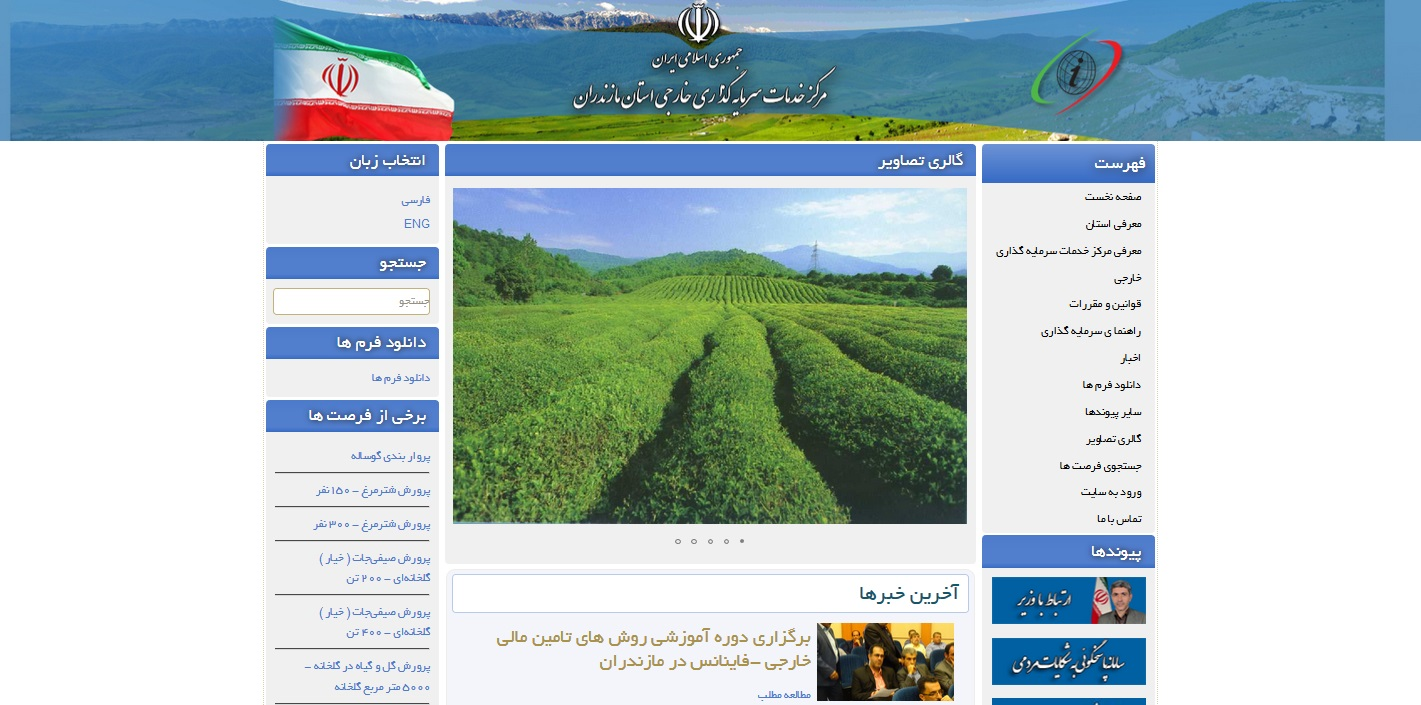 جمهوری اسلامی ایران
مرکز خدمات سرمایه گذاری خارجی استان مازندران
فهرست
صفحه نخست
معرفی استان
معرفی مرکز خدمات سرمایه گذاری
خارجی
قوانین و مقررات
راهنما ی سرمایه گذاری
اخبار
دانلود فرم ها
سایر پیوندها
گالری تصاویر
جستجوی فرصت ها
ورود به سایت
تماس با ما
پیوندها
ارتباط با وزیر
سامانه پاسخگوئی به شکایات مردمی
گالری تصاویر
آخرین خبرها
برگزاری دوره آموزشی روش های تامین مالی
خارجی -فاینانس در مازندران
مطالعه مطلب
انتخاب زبان
فارسی
ENG
جستجو
جستجو
دانلود فرم ها
دانلود فرم ها
برخی از فرصت ها
پروار بندی گوساله
پرورش شترمرغ - ۱۵۰نفر
پرورش شترمرغ - ۳۰۰ نفر
پرورش صیفی‌جات ( خیار )
گلخانه‌ای - ۲۰۰ تن
پرورش صیفی‌جات ( خیار )
گلخانه‌ای - ۴۰۰ تن
پرورش گل و گیاه در گلخانه -
۵۰۰۰ متر مربع گلخانه